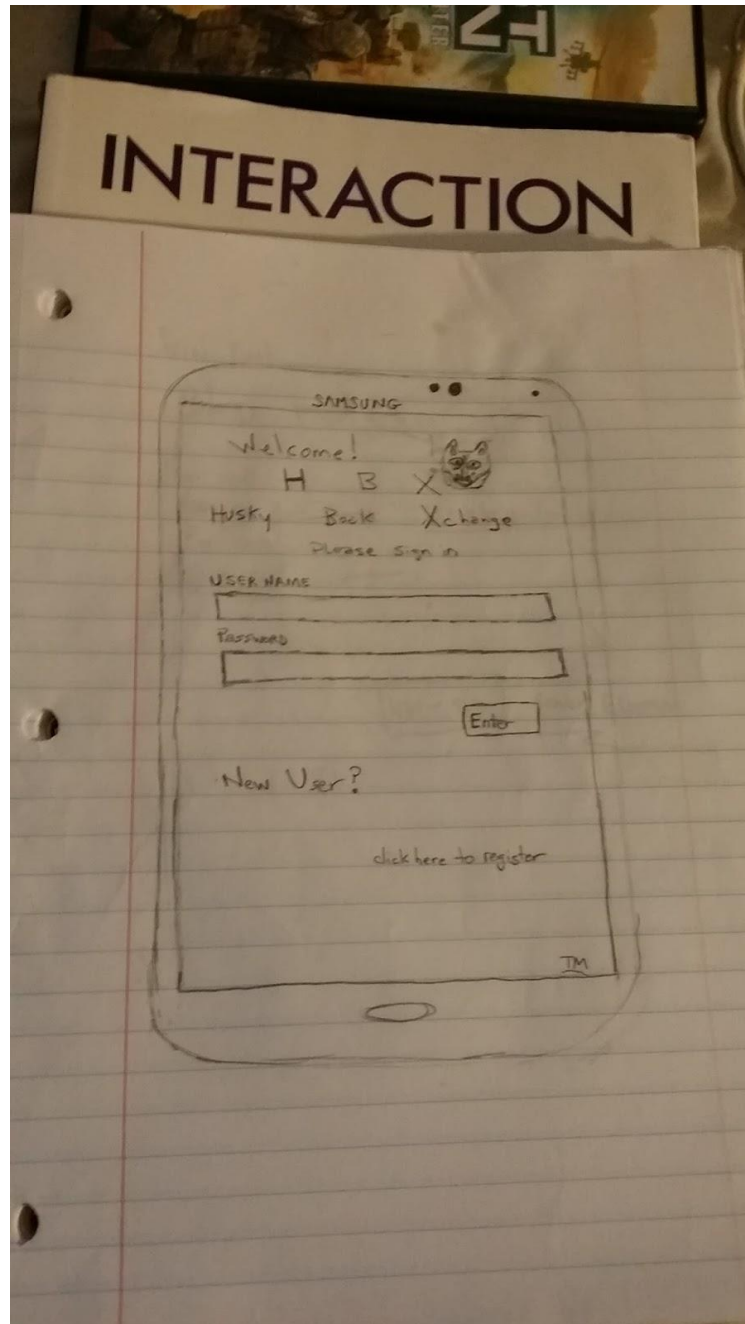 INTERACTION
SAMSUNG
Welcome!
H B X
Husky Book Xchange
Please sign in
USER NAME
PASSWORD
Enter
New User?
click here to register
TM